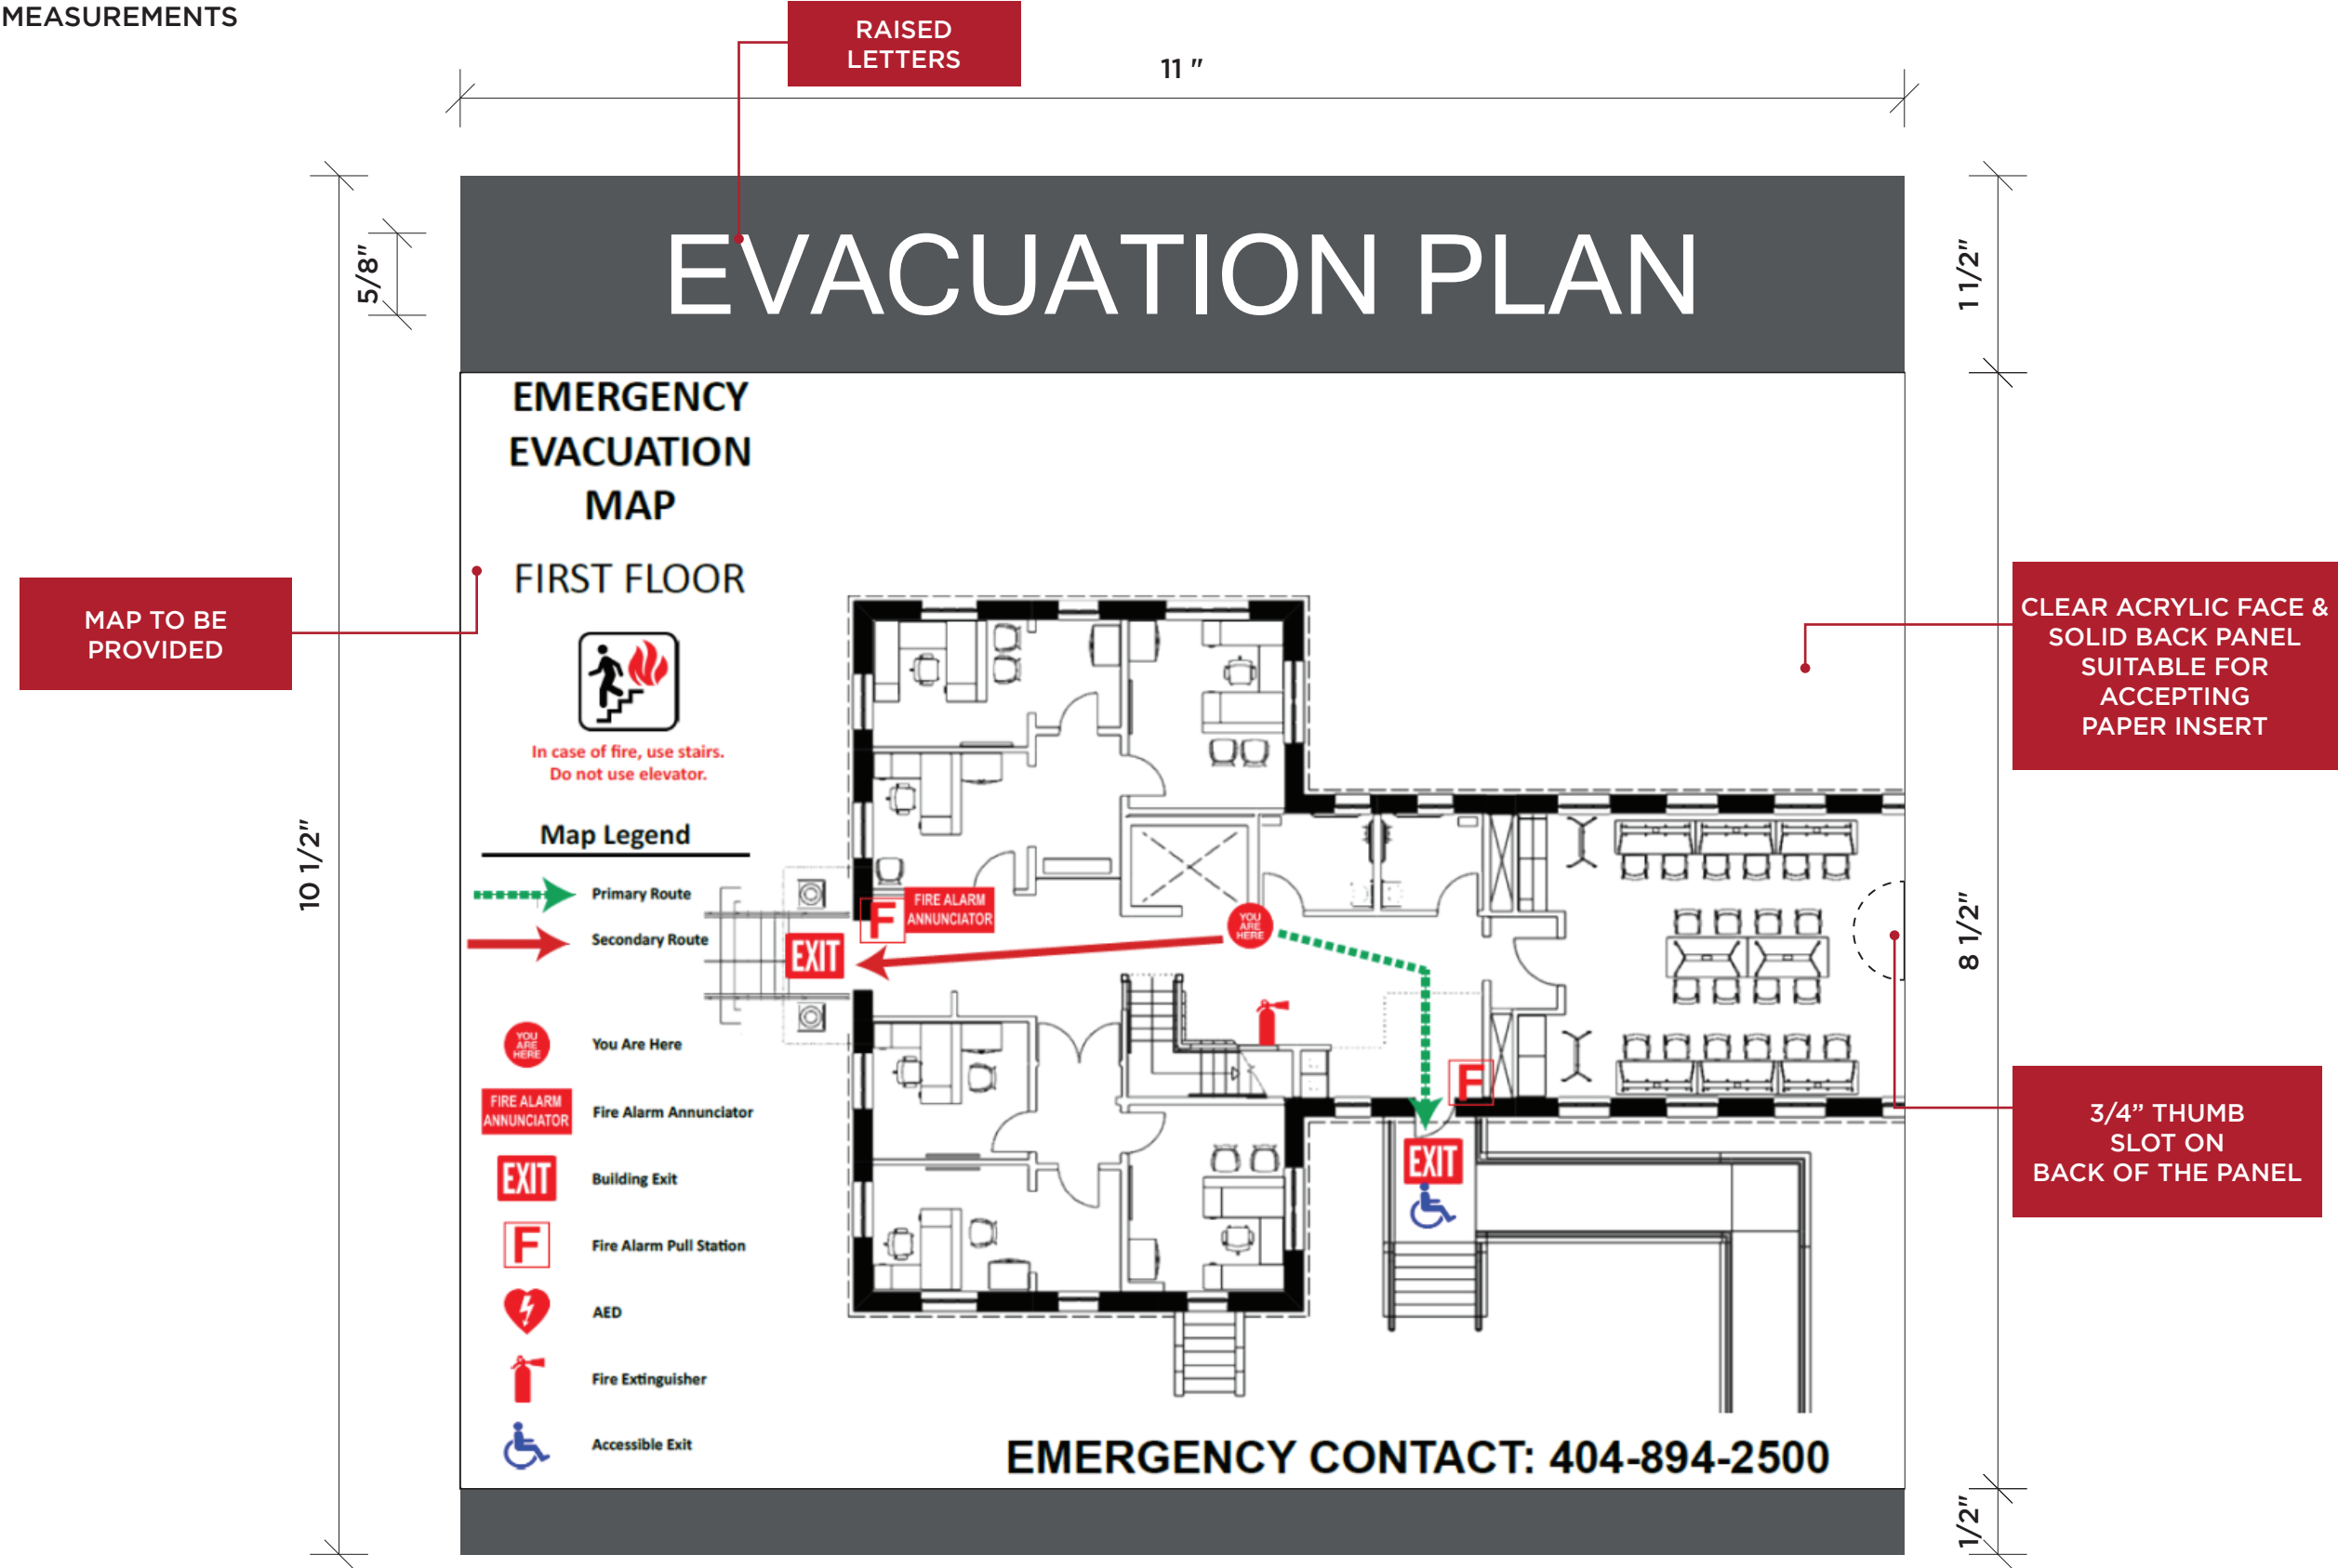 MEASUREMENTS
RAISED
LETTERS
11 "
5/8"
1 1/2"
EVACUATION PLAN
EMERGENCY
EVACUATION
MAP
FIRST FLOOR
MAP TO BE
PROVIDED
CLEAR ACRYLIC FACE &
SOLID BACK PANEL
SUITABLE FOR
ACCEPTING
PAPER INSERT
In case of fire, use stairs.
Do not use elevator.
10 1/2"
8 1/2"
Map Legend
Primary Route
Secondary Route
YOU
ARE
HERE
You Are Here
FIRE ALARM
ANNUNCIATOR
Fire Alarm Annunciator
EXIT
Building Exit
F
Fire Alarm Pull Station
AED
Fire Extinguisher
Accessible Exit
F
FIRE ALARM
ANNUNCIATOR
EXIT
YOU
ARE
HERE
F
EXIT
3/4” THUMB
SLOT ON
BACK OF THE PANEL
EMERGENCY CONTACT: 404-894-2500
1/2"